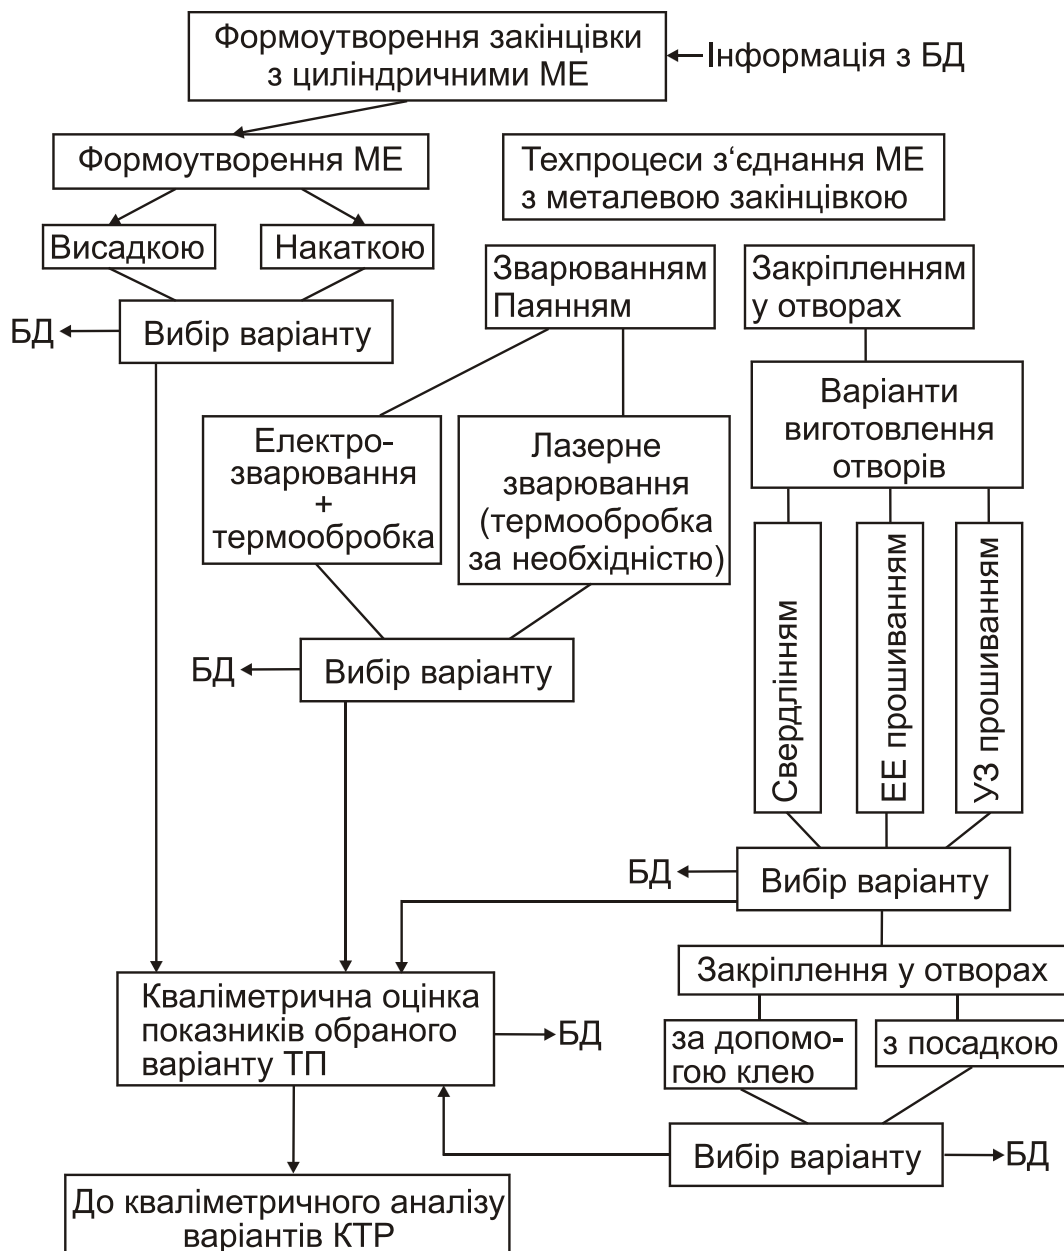 Формоутворення закінцівки
з циліндричними МЕ
Інформація з БД
Формоутворення МЕ
Техпроцеси з‘єднання МЕ
з металевою закінцівкою
Висадкою
Накаткою
Зварюванням
Паянням
Закріпленням
у отворах
БД
Вибір варіанту
Варіанти
виготовлення
отворів
Електро-
зварювання
+
термообробка
Лазерне
зварювання
(термообробка
за необхідністю)
Свердлінням
ЕЕ прошиванням
УЗ прошиванням
БД
Вибір варіанту
БД
Вибір варіанту
Закріплення у отворах
Кваліметрична оцінка
показників обраного
варіанту ТП
БД
за допомо-
гою клею
з посадкою
Вибір варіанту
БД
До кваліметричного аналізу
варіантів КТР